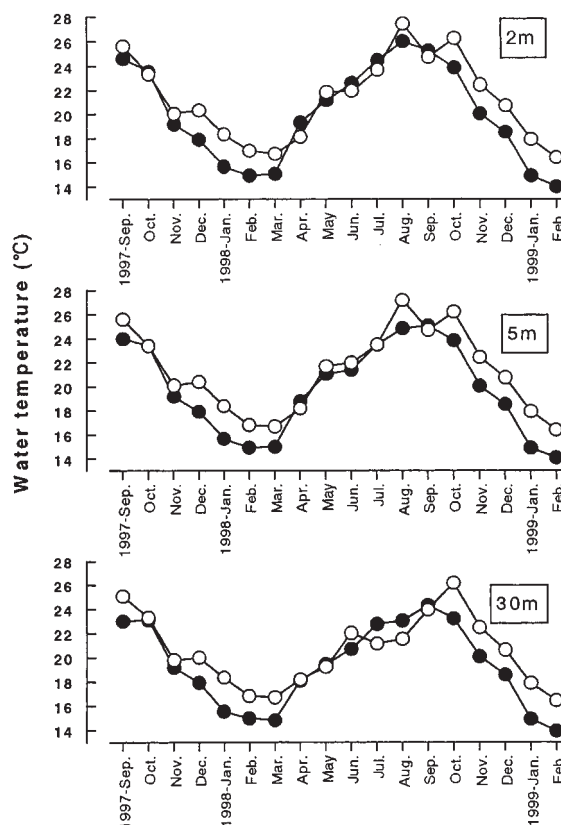 Water temperature (°C)
28
26
24
22
20
18
16
14
2m
1997-Sep.
Oct.
Nov.
Dec.
1998-Jan.
Feb.
Mar.
Apr.
May
Jun.
Jul.
Aug.
Sep.
Oct.
Nov.
Dec.
1999-Jan.
Feb
28
26
24
22
20
18
16
14
5m
1997-Sep.
Oct.
Nov.
Dec.
1998-Jan.
Feb.
Mar.
Apr.
May
Jun.
Jul.
Aug.
Sep.
Oct.
Nov.
Dec.
1999-Jan.
Feb.
28
26
24
22
20
18
16
14
30m
1997-Sep.
Oct.
Nov.
Dec.
1998-Jan.
Feb.
Mar.
Apr.
May
Jun.
Jul.
Aug.
Sep.
Oct.
Nov.
Dec.
1999-Jan.
Feb.